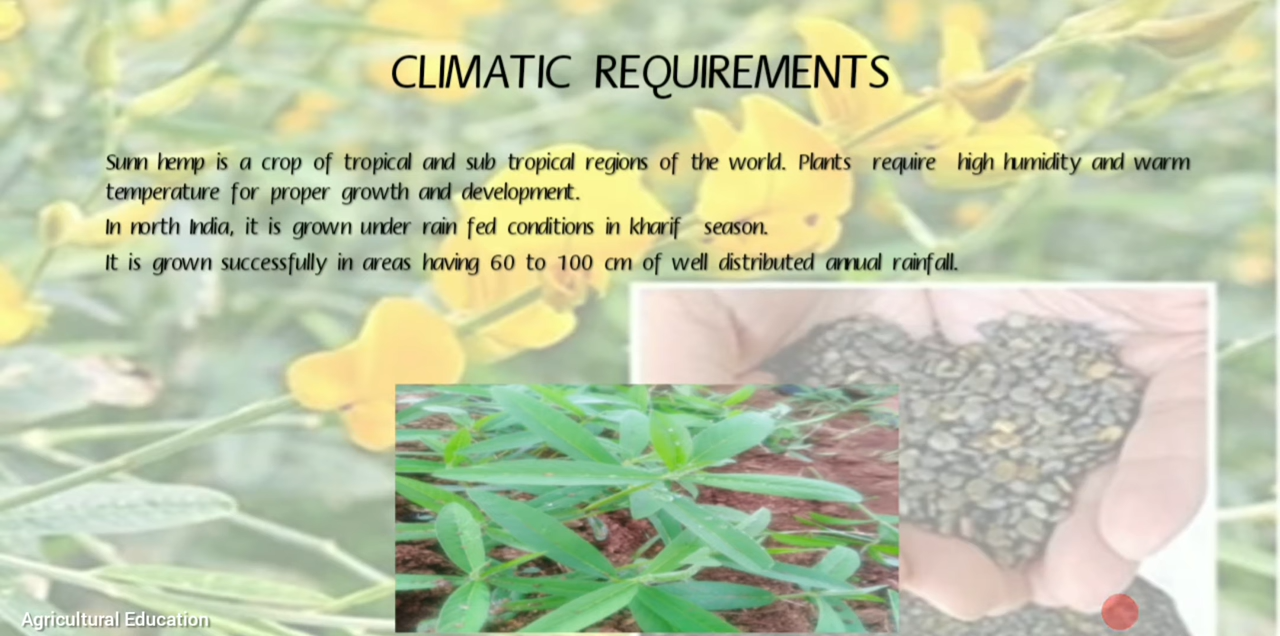 CLIMATIC REQUIREMENTS
Sunn hemp is a crop of tropical and sub tropical regions of the world. Plants require high humidity and warm
temperature for proper growth and development.
In north India, it is grown under rain fed conditions in kharif season.
It is grown successfully in areas having 60 to 100 cm of well distributed annual rainfall.
Agricultural Education